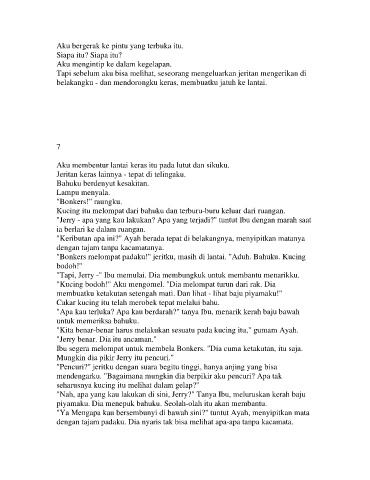 Aku bergerak ke pintu yang terbuka itu.
Siapa itu? Siapa itu?
Aku mengintip ke dalam kegelapan.
Tapi sebelum aku bisa melihat, seseorang mengeluarkan jeritan mengerikan di
belakangku - dan mendorongku keras, membuatku jatuh ke lantai.
7
Aku membentur lantai keras itu pada lutut dan sikuku.
Jeritan keras lainnya - tepat di telingaku.
Bahuku berdenyut kesakitan.
Lampu menyala.
"Bonkers!" raungku.
Kucing itu melompat dari bahuku dan terburu-buru keluar dari ruangan.
"Jerry - apa yang kau lakukan? Apa yang terjadi?" tuntut Ibu dengan marah saat
ia berlari ke dalam ruangan.
"Keributan apa ini?" Ayah berada tepat di belakangnya, menyipitkan matanya
dengan tajam tanpa kacamatanya.
"Bonkers melompat padaku!" jeritku, masih di lantai. "Aduh. Bahuku. Kucing
bodoh!"
"Tapi, Jerry -" Ibu memulai. Dia membungkuk untuk membantu menarikku.
"Kucing bodoh!" Aku mengomel. "Dia melompat turun dari rak. Dia
membuatku ketakutan setengah mati. Dan lihat - lihat baju piyamaku!"
Cakar kucing itu telah merobek tepat melalui bahu.
"Apa kau terluka? Apa kau berdarah?" tanya Ibu, menarik kerah baju bawah
untuk memeriksa bahuku.
"Kita benar-benar harus melakukan sesuatu pada kucing itu," gumam Ayah.
"Jerry benar. Dia itu ancaman."
Ibu segera melompat untuk membela Bonkers. "Dia cuma ketakutan, itu saja.
Mungkin dia pikir Jerry itu pencuri."
"Pencuri?" jeritku dengan suara begitu tinggi, hanya anjing yang bisa
mendengarku. "Bagaimana mungkin dia berpikir aku pencuri? Apa tak
seharusnya kucing itu melihat dalam gelap?"
"Nah, apa yang kau lakukan di sini, Jerry?" Tanya Ibu, meluruskan kerah baju
piyamaku. Dia menepuk bahuku. Seolah-olah itu akan membantu.
"Ya Mengapa kau bersembunyi di bawah sini?" tuntut Ayah, menyipitkan mata
dengan tajam padaku. Dia nyaris tak bisa melihat apa-apa tanpa kacamata.